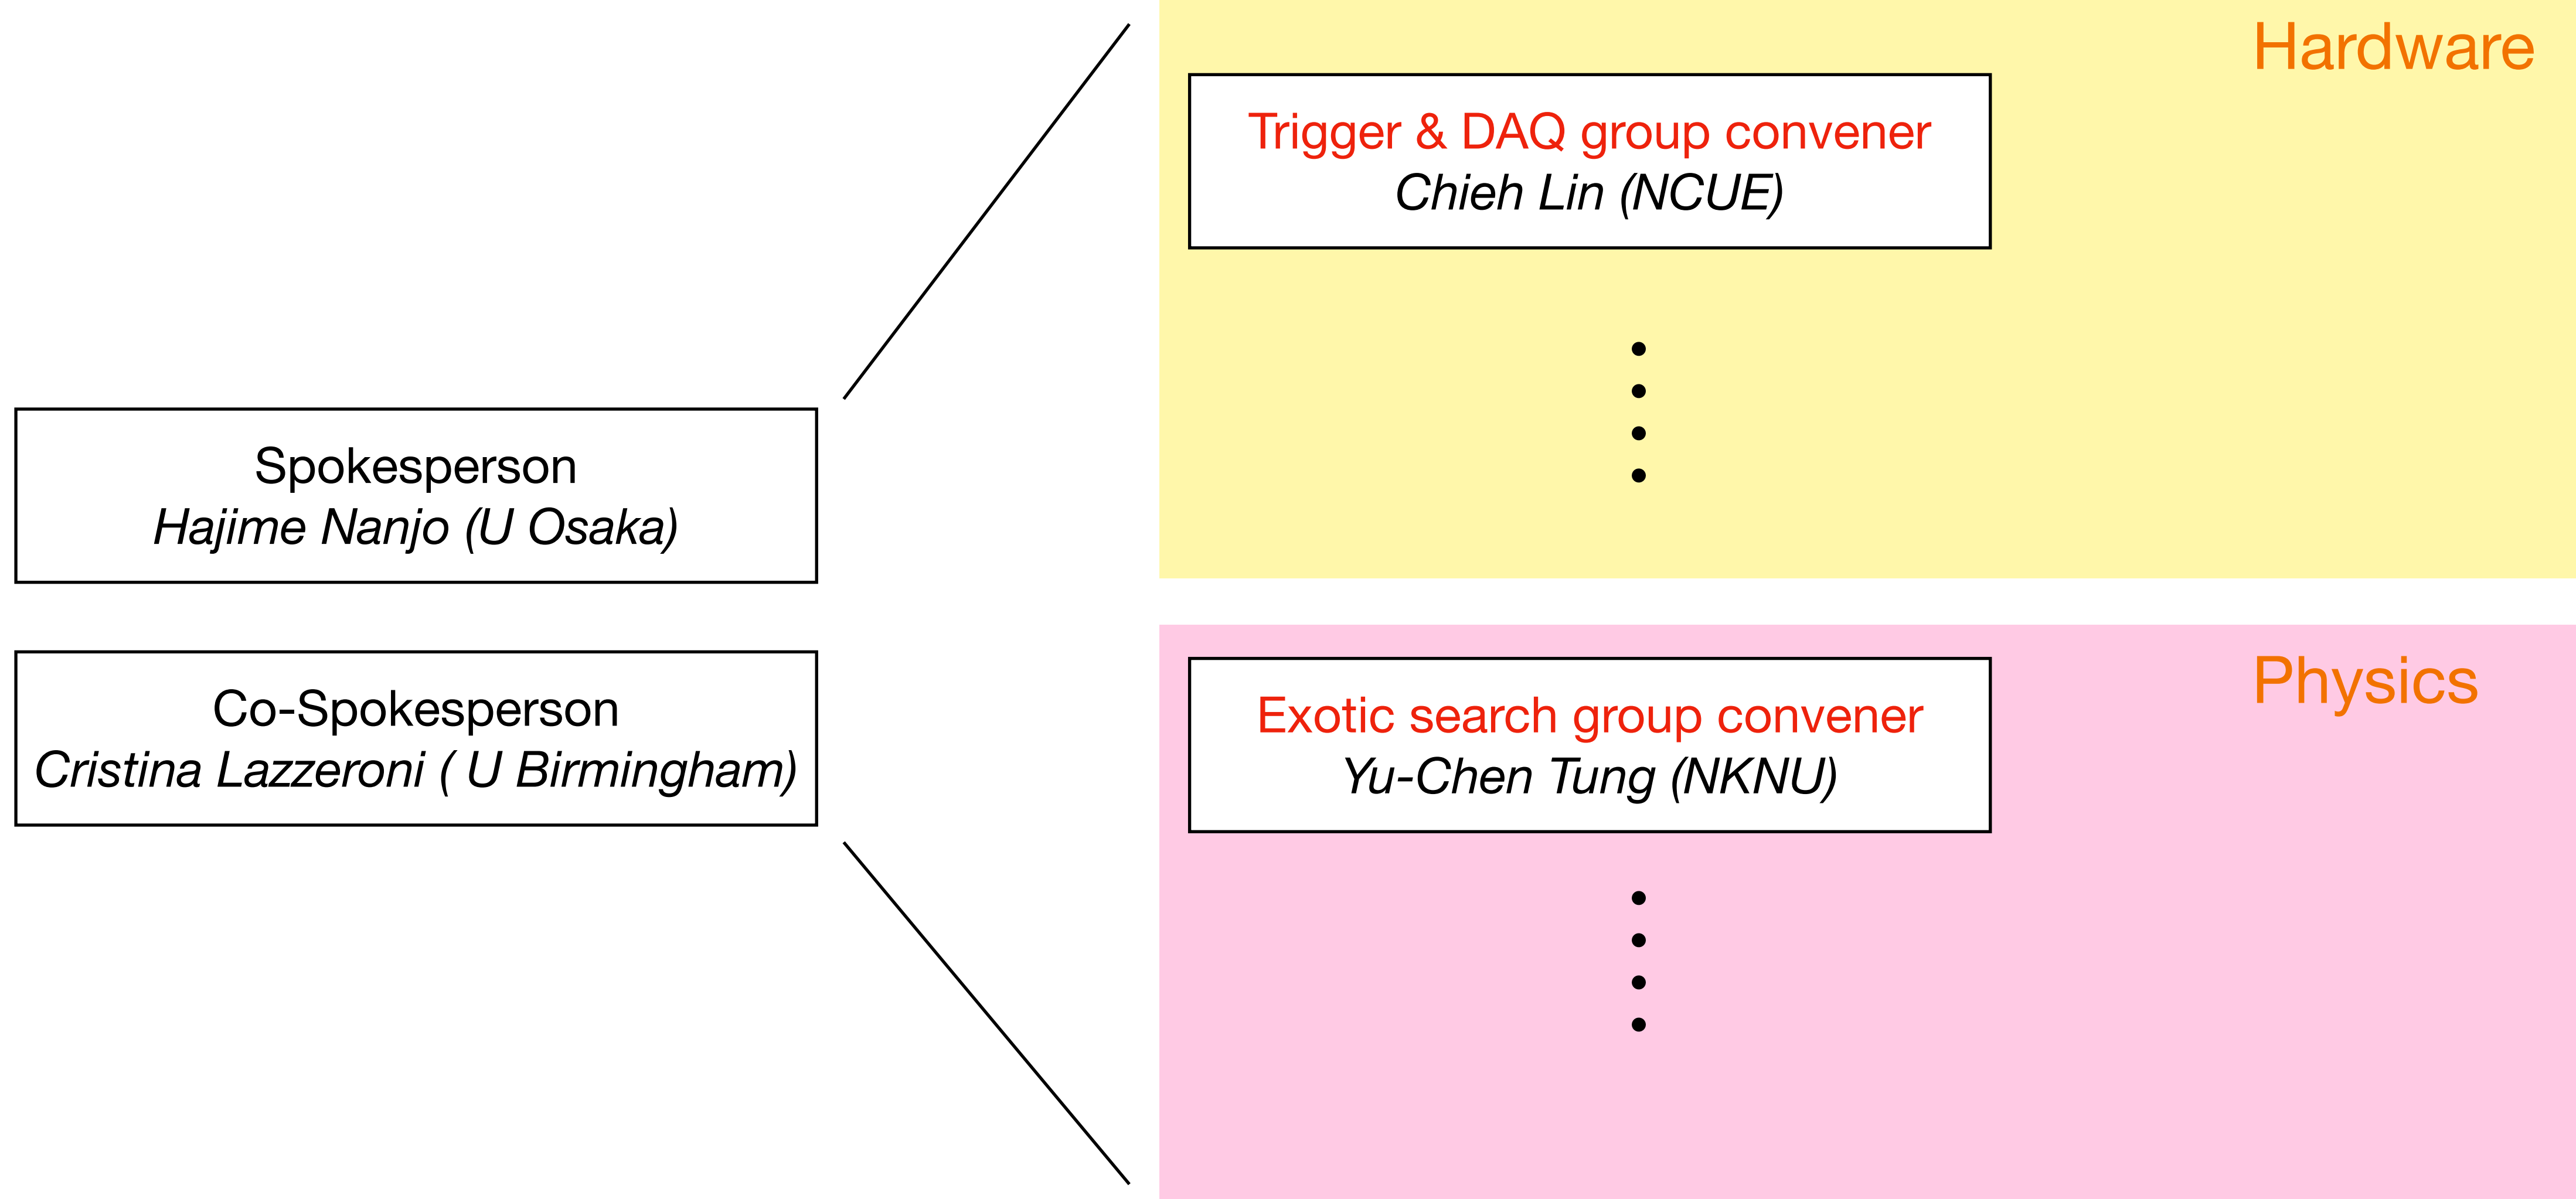 Hardware
Trigger & DAQ group convener
Chieh Lin (NCUE)
Spokesperson
Hajime Nanjo (U Osaka)
Co-Spokesperson
Cristina Lazzeroni ( U Birmingham)
Physics
Exotic search group convener
Yu-Chen Tung (NKNU)